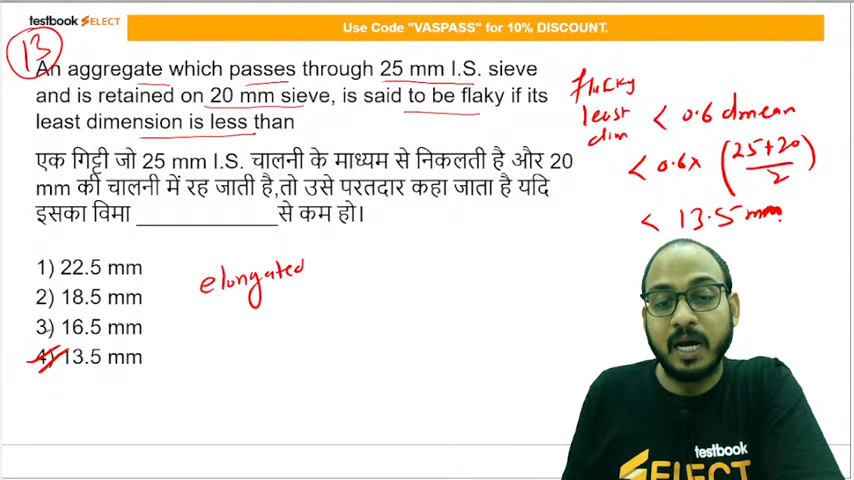 testbook SELECT
Use Code "VASPASS" for 10% DISCOUNT.
13
An aggregate which passes through 25 mm I.S. sieve
and is retained on 20 mm sieve, is said to be flaky if its
least dimension is less than
एक गिट्टी जो 25 mm I.S. चालनी के माध्यम से निकलती है और 20
mm की चालनी में रह जाती है,तो उसे परतदार कहा जाता है यदि
इसका विमा ____________से कम हो।
1) 22.5 mm
2) 18.5 mm
3) 16.5 mm
4) 13.5 mm
elongated
flaky
least
dim
< 0.6 dmean
< 0.6x (25+20/2)
< 13.5 mm
testbook
SELECT